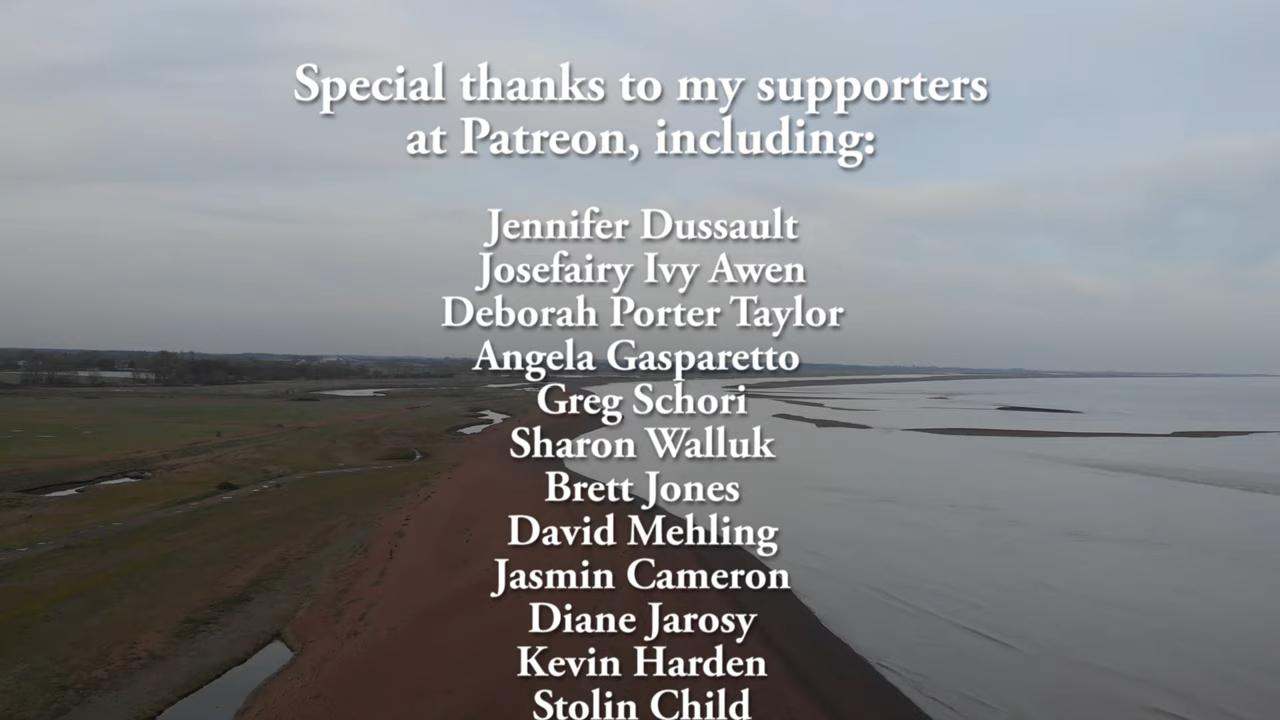 Special thanks to my supporters
at Patreon, including:
Jennifer Dussault
Josefairy Ivy Awen
Deborah Porter Taylor
Angela Gasparetto
Greg Schori
Sharon Walluk
Brett Jones
David Mehling
Jasmin Cameron
Diane Jarosy
Kevin Harden
Stolin Child